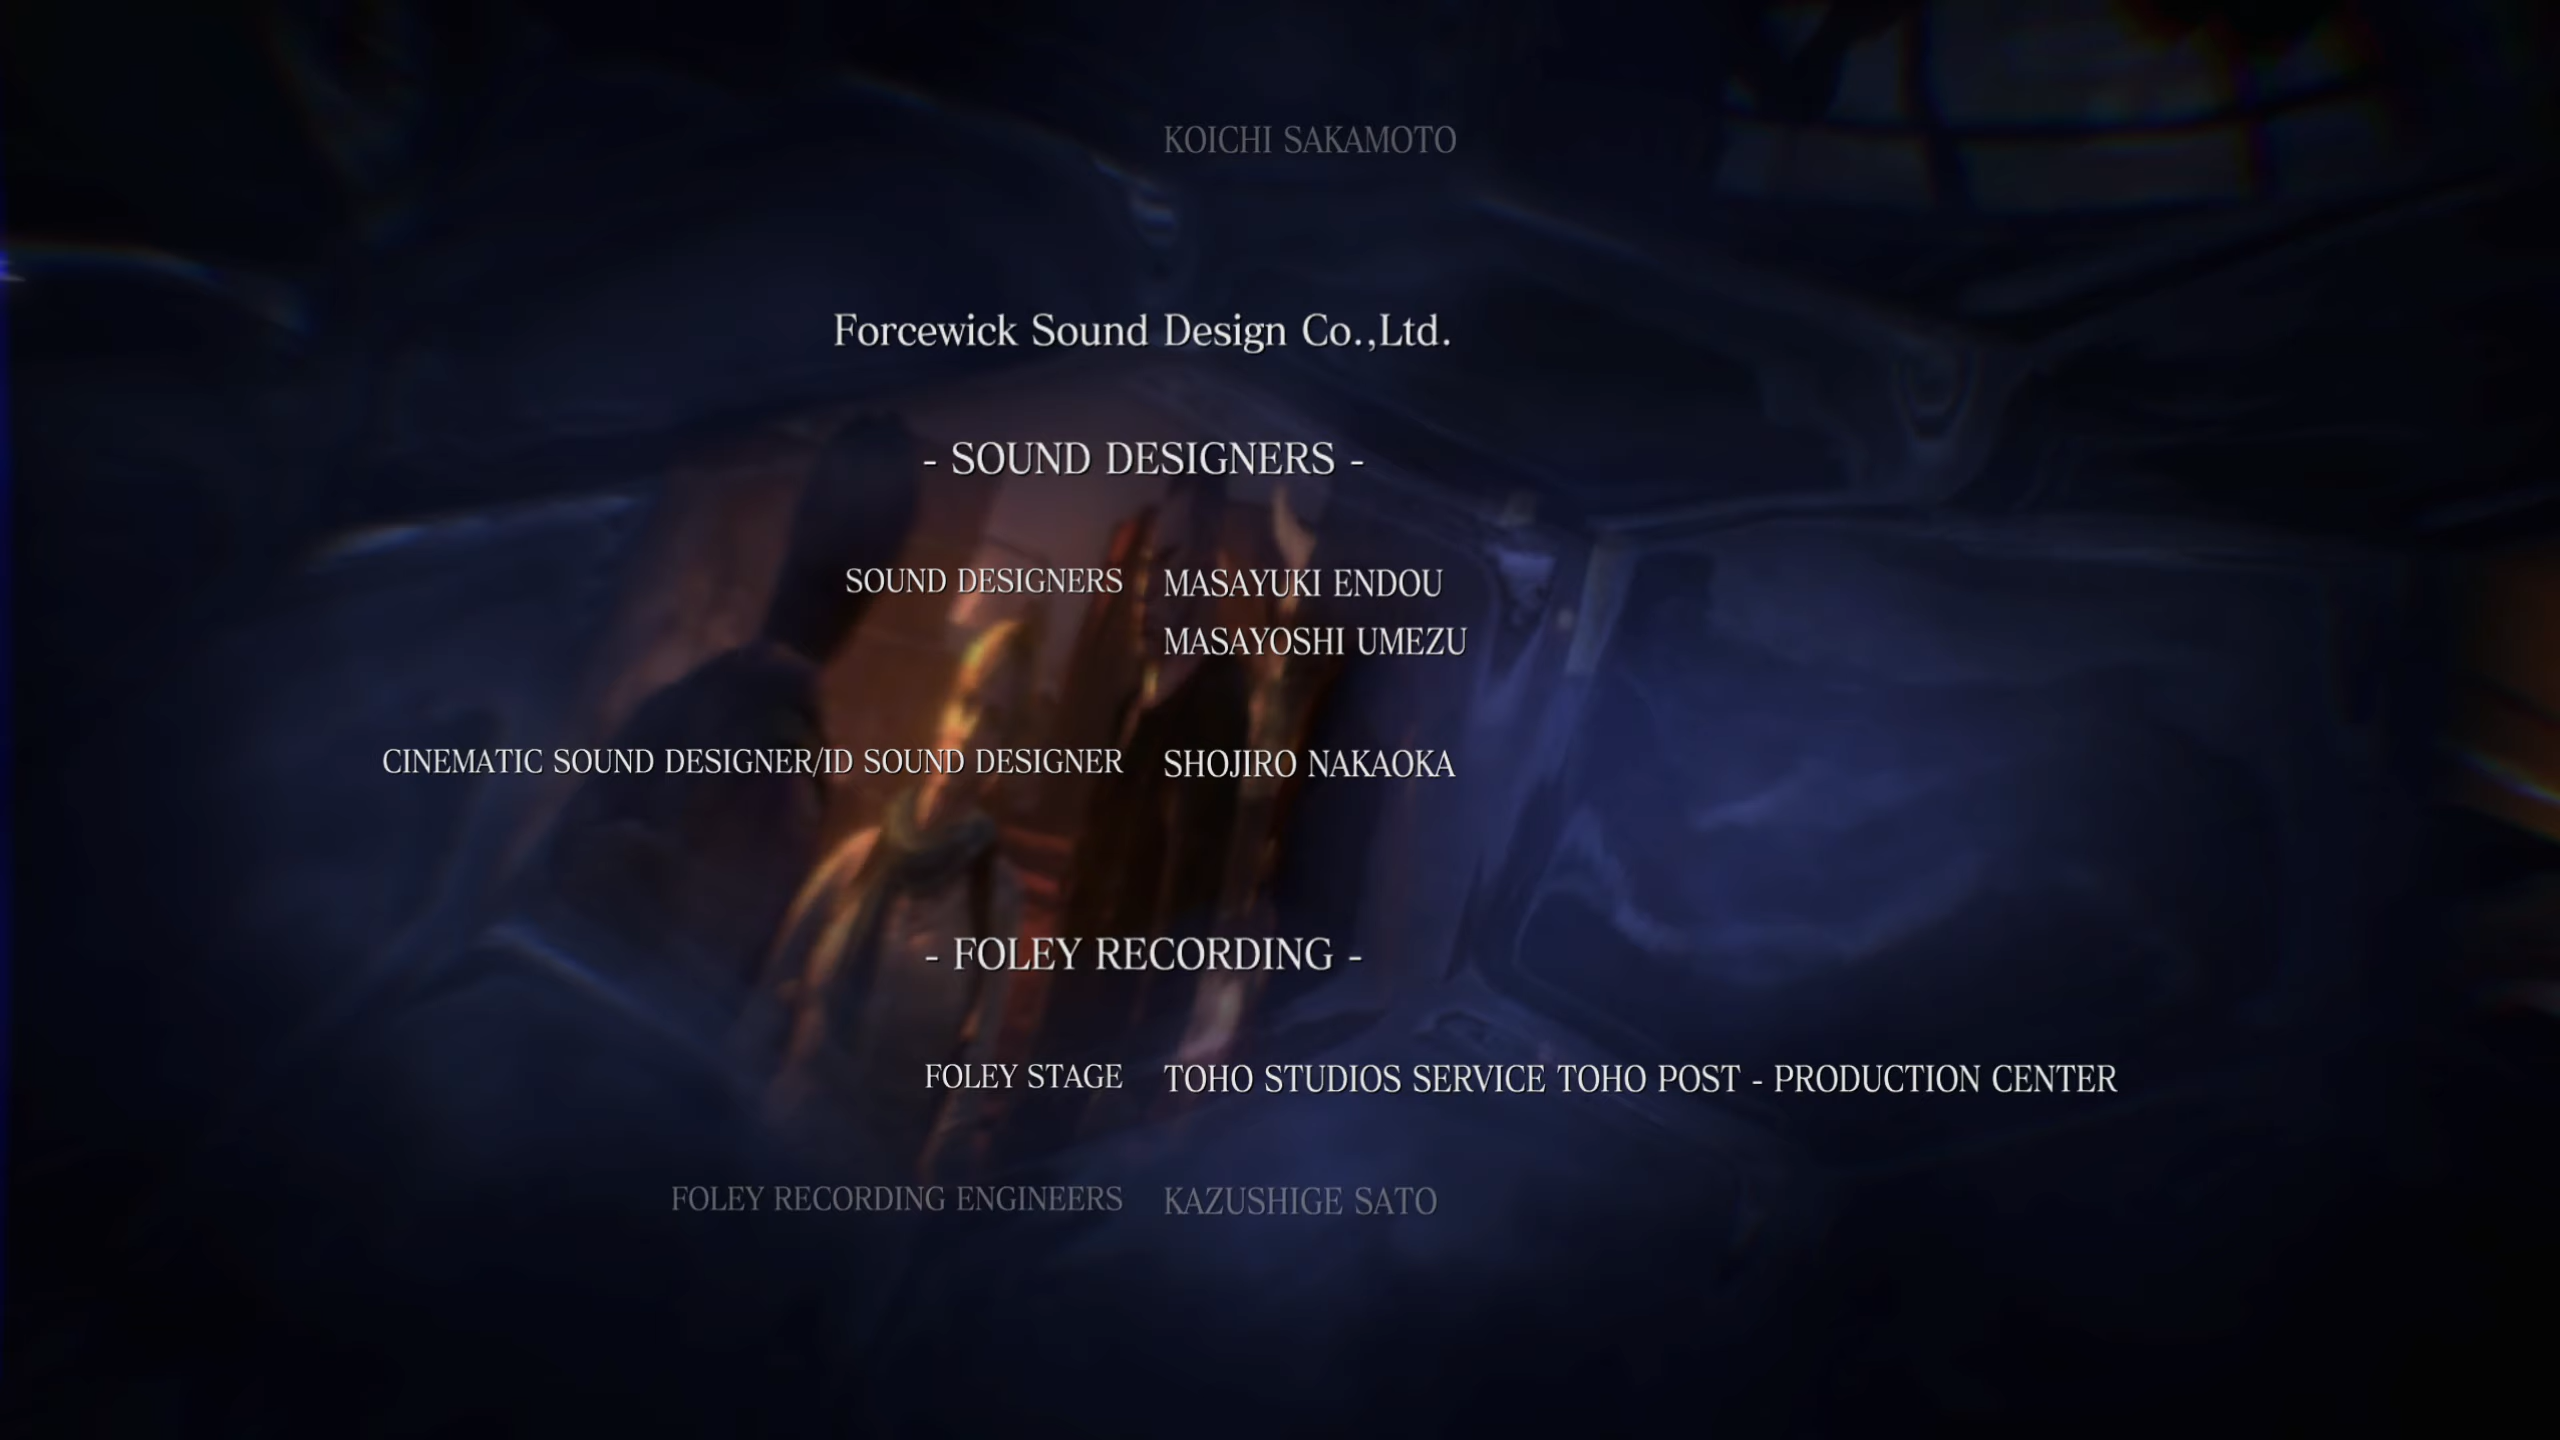 KOICHI SAKAMOTO
Forcewick Sound Design Co.,Ltd.
- SOUND DESIGNERS -
SOUND DESIGNERS MASAYUKI ENDOU
MASAYOSHI UMEZU
CINEMATIC SOUND DESIGNER/ID SOUND DESIGNER SHOJIRO NAKAOKA
- FOLEY RECORDING -
FOLEY STAGE TOHO STUDIOS SERVICE TOHO POST - PRODUCTION CENTER
FOLEY RECORDING ENGINEERS KAZUSHIGE SATO